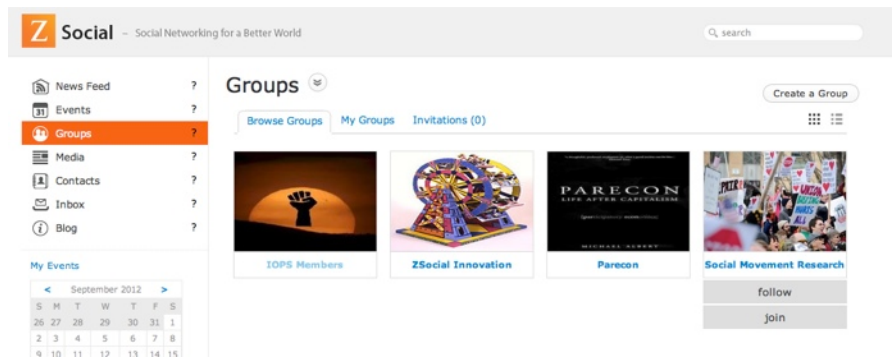 Z Social – Social Networking for a Better World
search
News Feed ?
31 Events ?
Groups ?
Media ?
Contacts ?
Inbox ?
i Blog ?
My Events
< September 2012 >
S M T W T F S
26 27 28 29 30 31 1
2 3 4 5 6 7 8
9 10 11 12 13 14 15
Groups
Create a Group
Browse Groups My Groups Invitations (0)
PARECON
LIFE AFTER CAPITALISM
MICHAEL ALBERT
UNION
ALL
IOPS Members
ZSocial Innovation
Parecon
Social Movement Research
follow
join